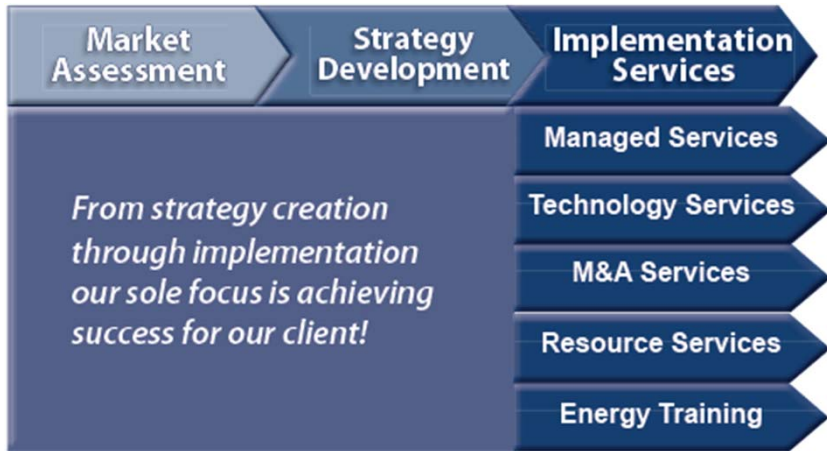 Market
Assessment
Strategy
Development
Implementation
Services
From strategy creation
through implementation
our sole focus is achieving
success for our client!
Managed Services
Technology Services
M&A Services
Resource Services
Energy Training